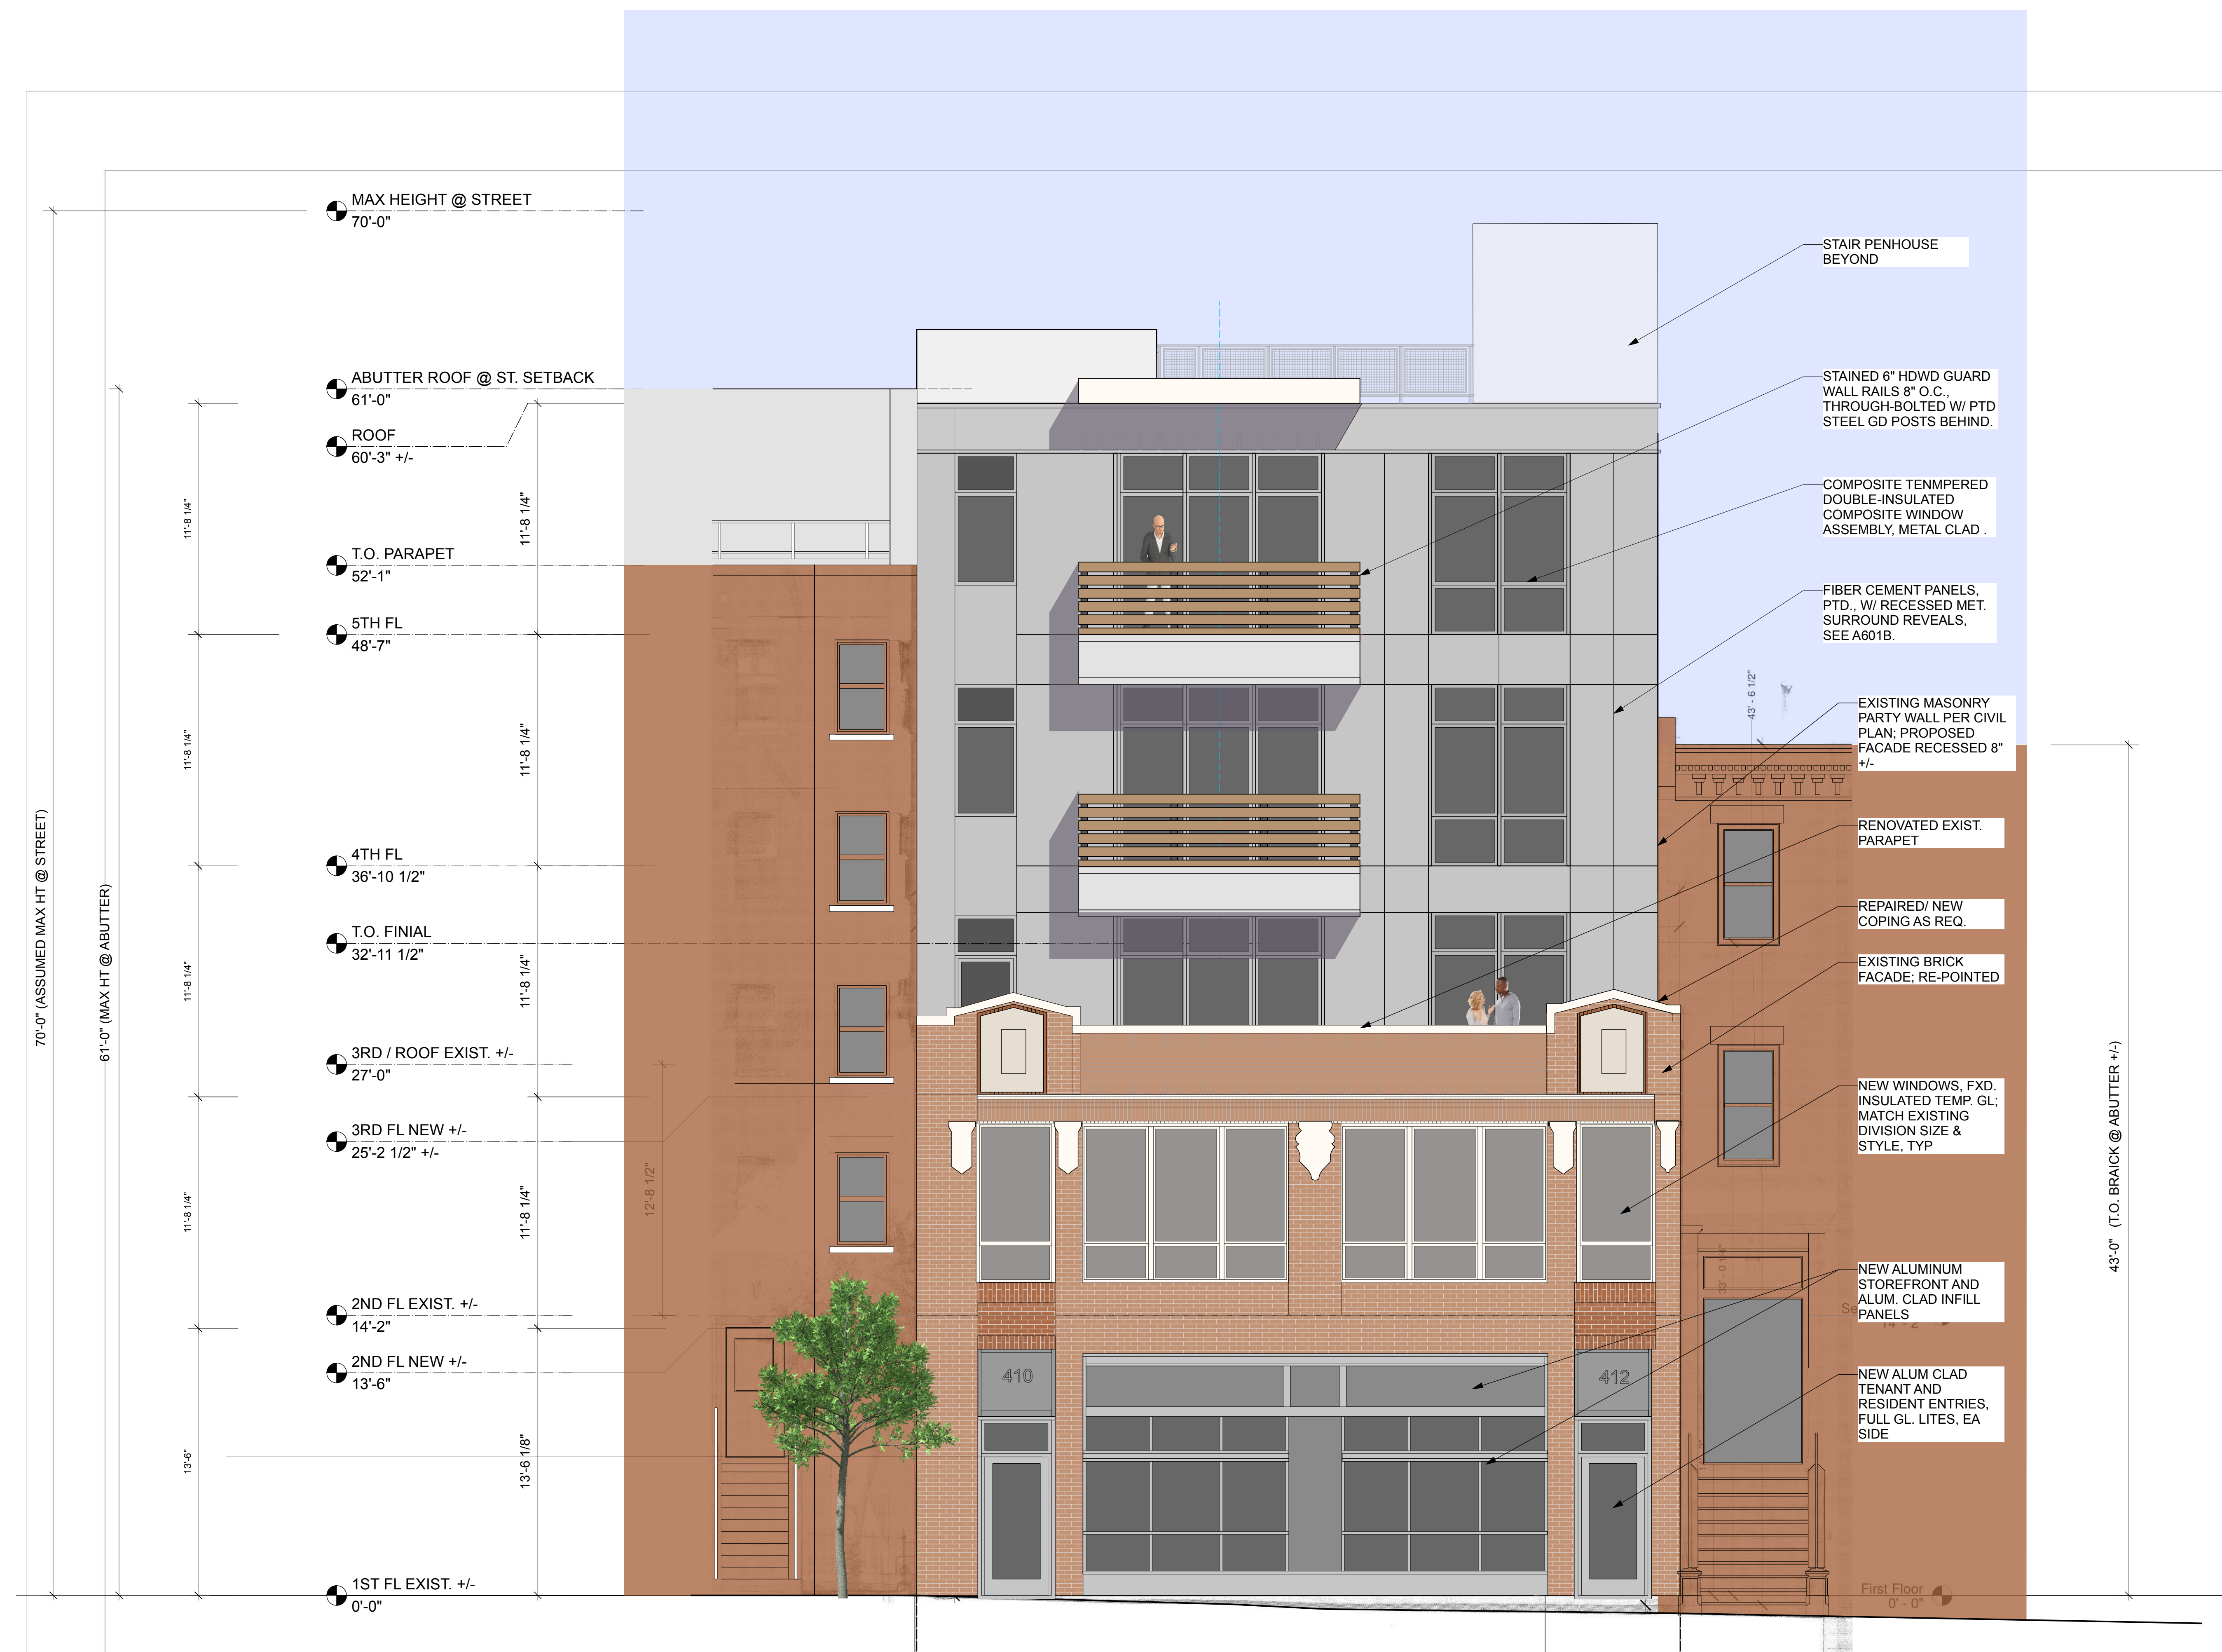 MAX HEIGHT @ STREET
70'-0"
ABUTTER ROOF @ ST. SETBACK
61'-0"
ROOF
60'-3" +/-
T.O. PARAPET
52'-1"
5TH FL
48'-7"
4TH FL
36'-10 1/2"
T.O. FINIAL
32'-11 1/2"
3RD / ROOF EXIST. +/-
27'-0"
3RD FL NEW +/-
25'-2 1/2" +/-
2ND FL EXIST. +/-
14'-2"
2ND FL NEW +/-
13'-6"
1ST FL EXIST. +/-
0'-0"
70'-0" (ASSUMED MAX HT @ STREET)
61'-0" (MAX HT @ ABUTTER)
11'-8 1/4"
11'-8 1/4"
11'-8 1/4"
11'-8 1/4"
13'-6"
11'-8 1/4"
11'-8 1/4"
11'-8 1/4"
11'-8 1/4"
13'-6 1/8"
12'-8 1/2"
410
412
STAIR PENHOUSE
BEYOND
STAINED 6" HDWD GUARD
WALL RAILS 8" O.C.,
THROUGH-BOLTED W/ PTD
STEEL GD POSTS BEHIND.
COMPOSITE TENMPERED
DOUBLE-INSULATED
COMPOSITE WINDOW
ASSEMBLY, METAL CLAD .
FIBER CEMENT PANELS,
PTD., W/ RECESSED MET.
SURROUND REVEALS,
SEE A601B.
43' - 6 1/2"
EXISTING MASONRY
PARTY WALL PER CIVIL
PLAN; PROPOSED
FACADE RECESSED 8"
+/-
RENOVATED EXIST.
PARAPET
REPAIRED/ NEW
COPING AS REQ.
EXISTING BRICK
FACADE; RE-POINTED
NEW WINDOWS, FXD.
INSULATED TEMP. GL;
MATCH EXISTING
DIVISION SIZE &
STYLE, TYP
NEW ALUMINUM
STOREFRONT AND
ALUM. CLAD INFILL
PANELS
NEW ALUM CLAD
TENANT AND
RESIDENT ENTRIES,
FULL GL. LITES, EA
SIDE
First Floor
0' - 0"
43'-0" (T.O. BRAICK @ ABUTTER +/-)